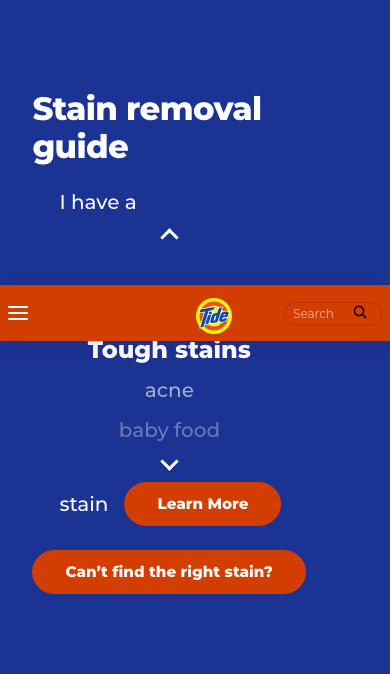 Stain removal
guide
I have a
Tide
Search
Tough stains
acne
baby food
stain
Learn More
Can’t find the right stain?